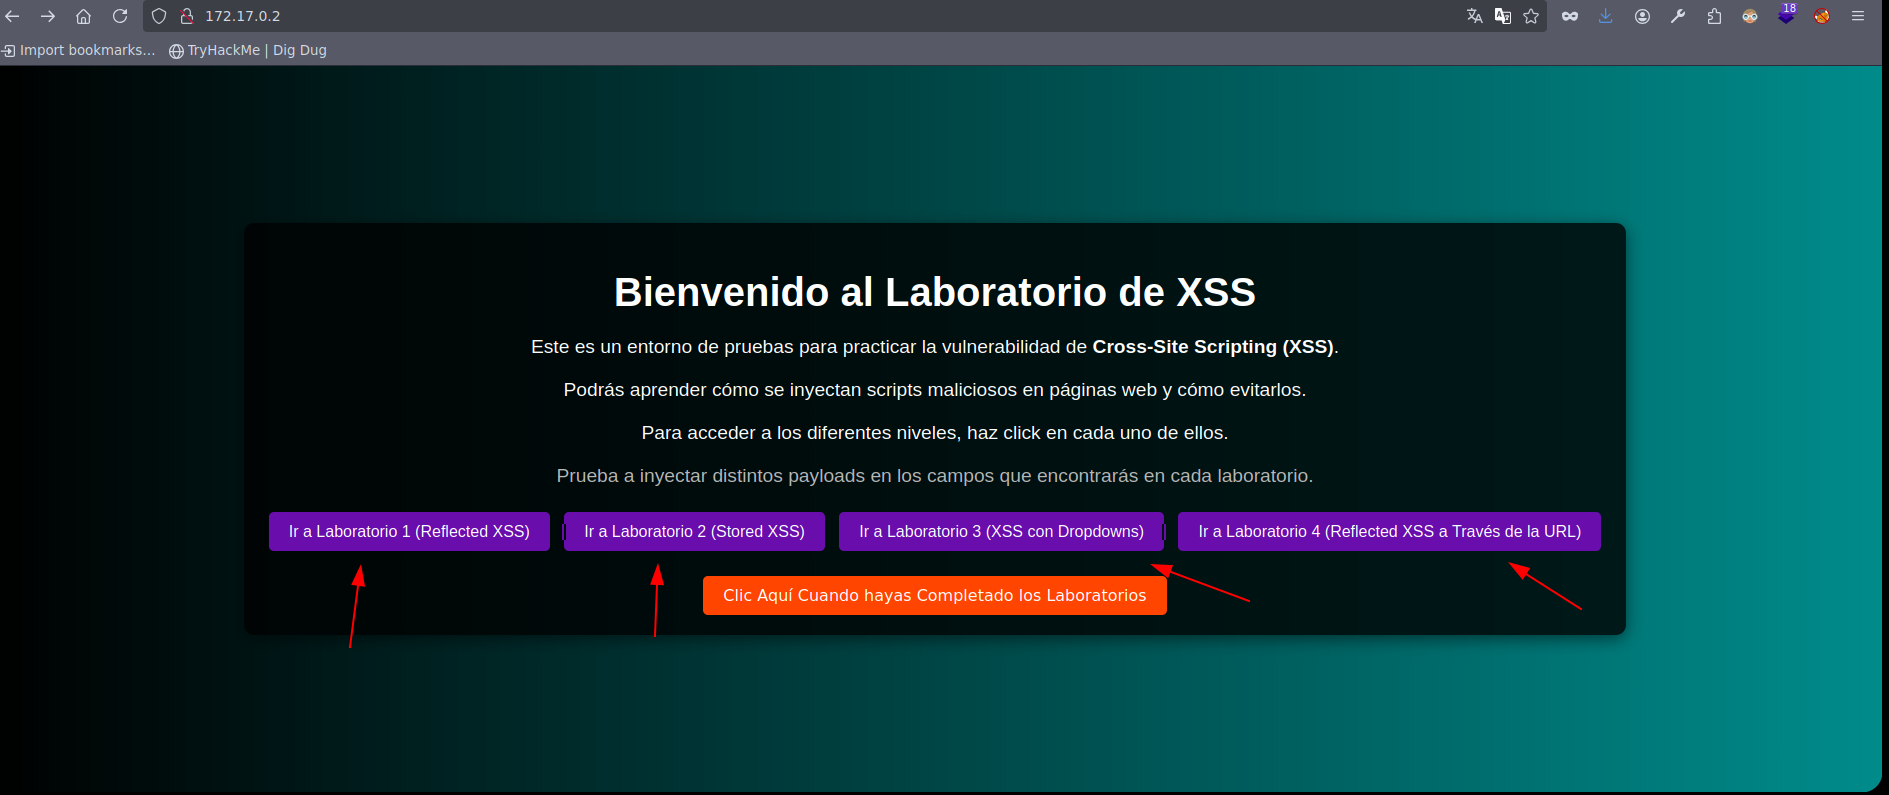 172.17.0.2
18
Import bookmarks... TryHackMe | Dig Dug
Bienvenido al Laboratorio de XSS
Este es un entorno de pruebas para practicar la vulnerabilidad de Cross-Site Scripting (XSS).
Podrás aprender cómo se inyectan scripts maliciosos en páginas web y cómo evitarlos.
Para acceder a los diferentes niveles, haz click en cada uno de ellos.
Prueba a inyectar distintos payloads en los campos que encontrarás en cada laboratorio.
Ir a Laboratorio 1 (Reflected XSS) Ir a Laboratorio 2 (Stored XSS) Ir a Laboratorio 3 (XSS con Dropdowns) Ir a Laboratorio 4 (Reflected XSS a Través de la URL)
Clic Aquí Cuando hayas Completado los Laboratorios